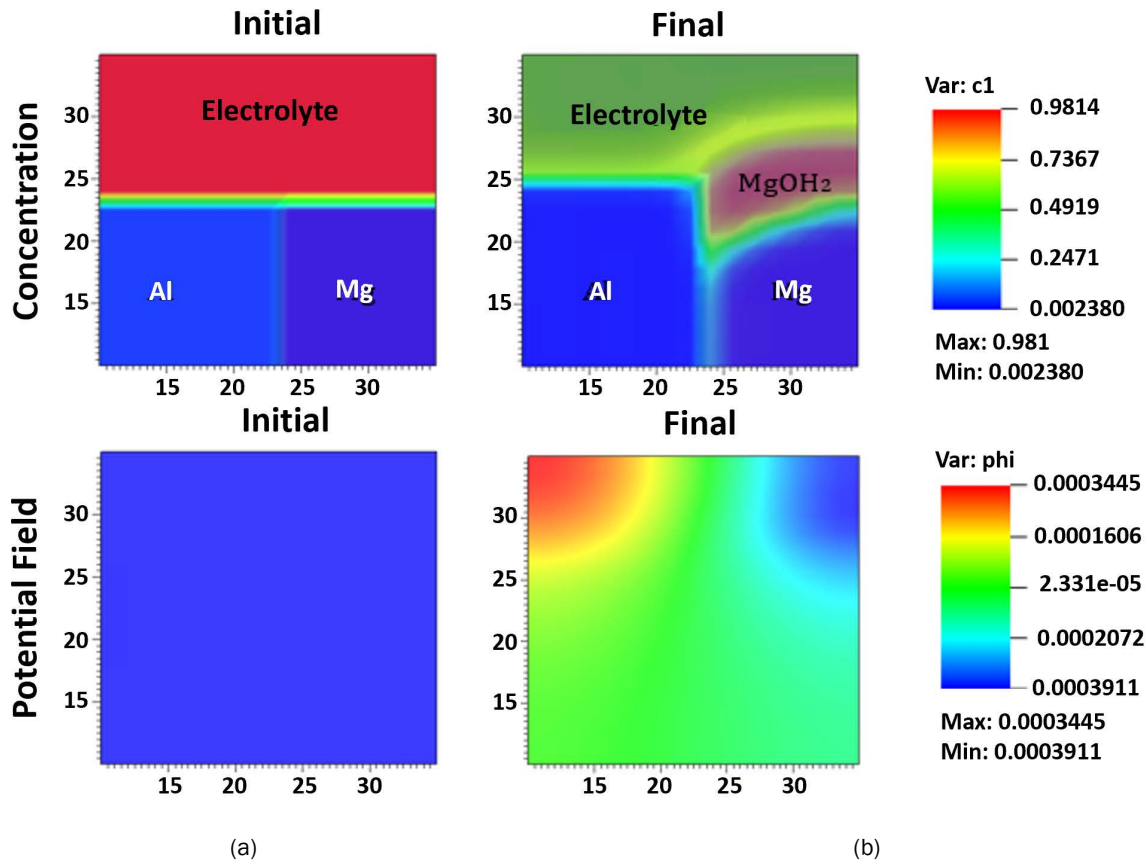 Initial
Final
Concentration
30
25
20
15
Electrolyte
Al
Mg
15
20
25
30
30
25
20
15
Electrolyte
MgOH2
Al
Mg
15
20
25
30
Var: c1
0.9814
0.7367
0.4919
0.2471
0.002380
Max: 0.981
Min: 0.002380
Initial
Final
Potential Field
30
25
20
15
15
20
25
30
30
25
20
15
15
20
25
30
Var: phi
0.0003445
0.0001606
2.331e-05
0.0002072
0.0003911
Max: 0.0003445
Min: 0.0003911
(a)
(b)